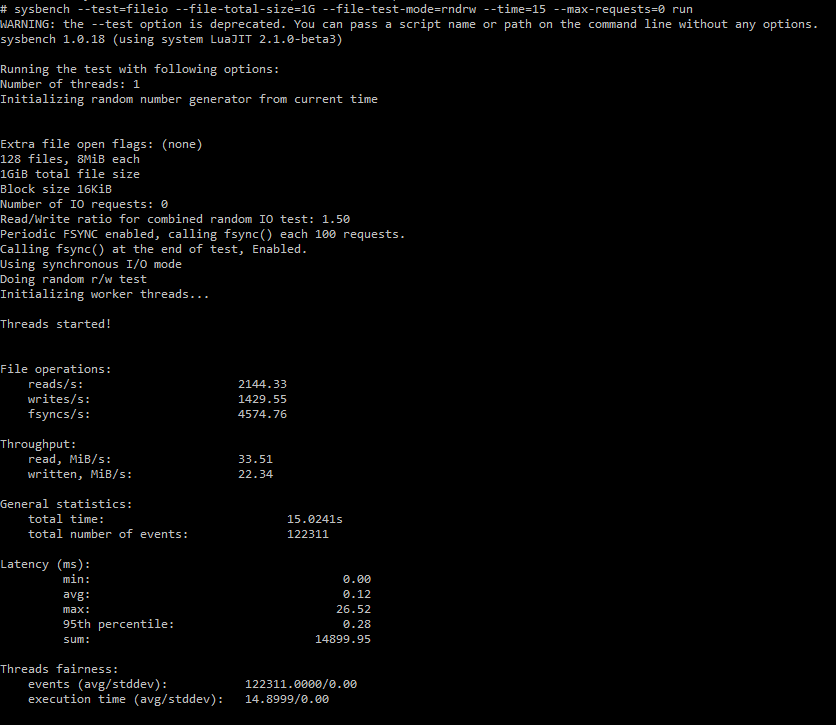 # sysbench --test=fileio --file-total-size=1G --file-test-mode=rndrw --time=15 --max-requests=0 run
WARNING: the --test option is deprecated. You can pass a script name or path on the command line without any options.
sysbench 1.0.18 (using system LuaJIT 2.1.0-beta3)
Running the test with following options:
Number of threads: 1
Initializing random number generator from current time
Extra file open flags: (none)
128 files, 8MiB each
1GiB total file size
Block size 16KiB
Number of IO requests: 0
Read/Write ratio for combined random IO test: 1.50
Periodic FSYNC enabled, calling fsync() each 100 requests.
Calling fsync() at the end of test, Enabled.
Using synchronous I/O mode
Doing random r/w test
Initializing worker threads...
Threads started!
File operations:
reads/s: 2144.33
writes/s: 1429.55
fsyncs/s: 4574.76
Throughput:
read, MiB/s: 33.51
written, MiB/s: 22.34
General statistics:
total time: 15.0241s
total number of events: 122311
Latency (ms):
min: 0.00
avg: 0.12
max: 26.52
95th percentile: 0.28
sum: 14899.95
Threads fairness:
events (avg/stddev): 122311.0000/0.00
execution time (avg/stddev): 14.8999/0.00